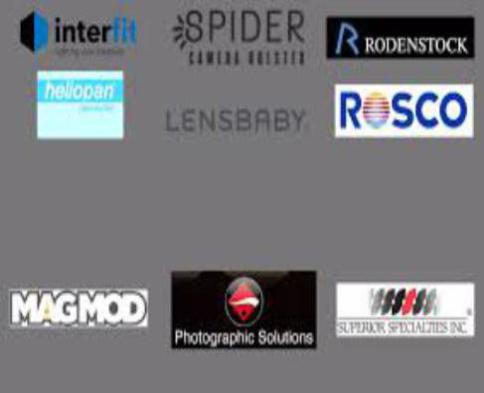 interfit
SPIDER
CAMERA HOLSTER
R RODENSTOCK
heliopan
LENSBABY.
ROSCO
MAGMOD
Photographic Solutions
SUPERIOR SPECIALTIES INC.